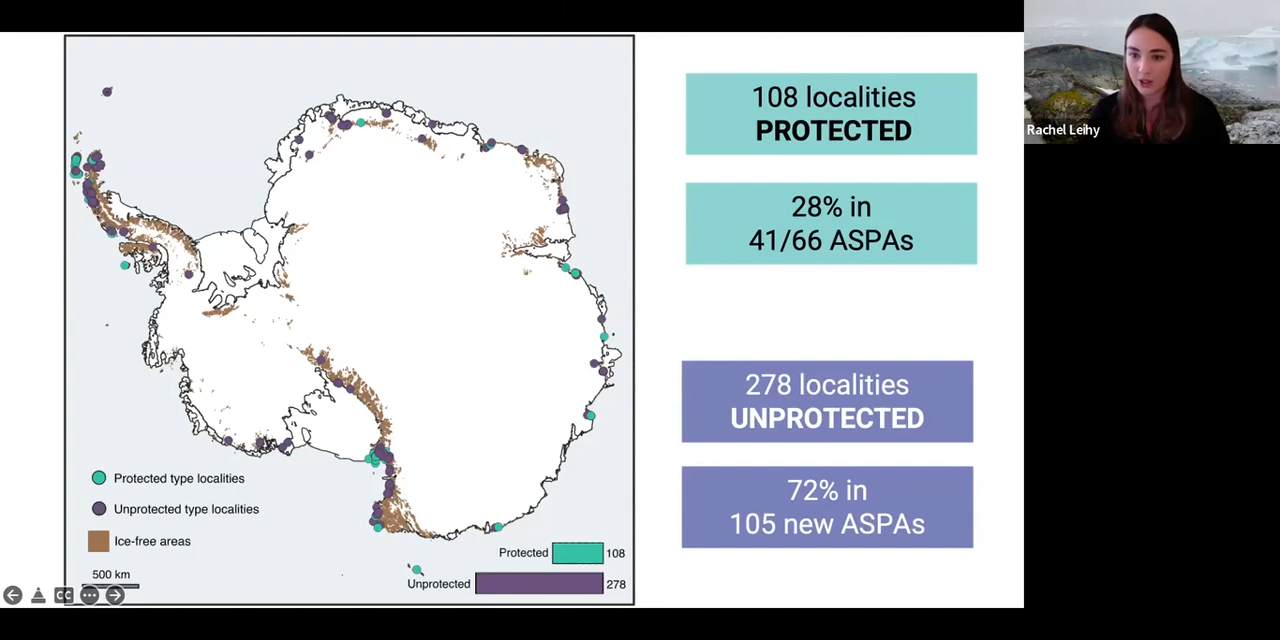 108 localities
PROTECTED
Rachel Leihy
28% in
41/66 ASPAs
278 localities
UNPROTECTED
72% in
105 new ASPAs
Protected type localities
Unprotected type localities
Ice-free areas
500 km
Protected 108
Unprotected 278
CC